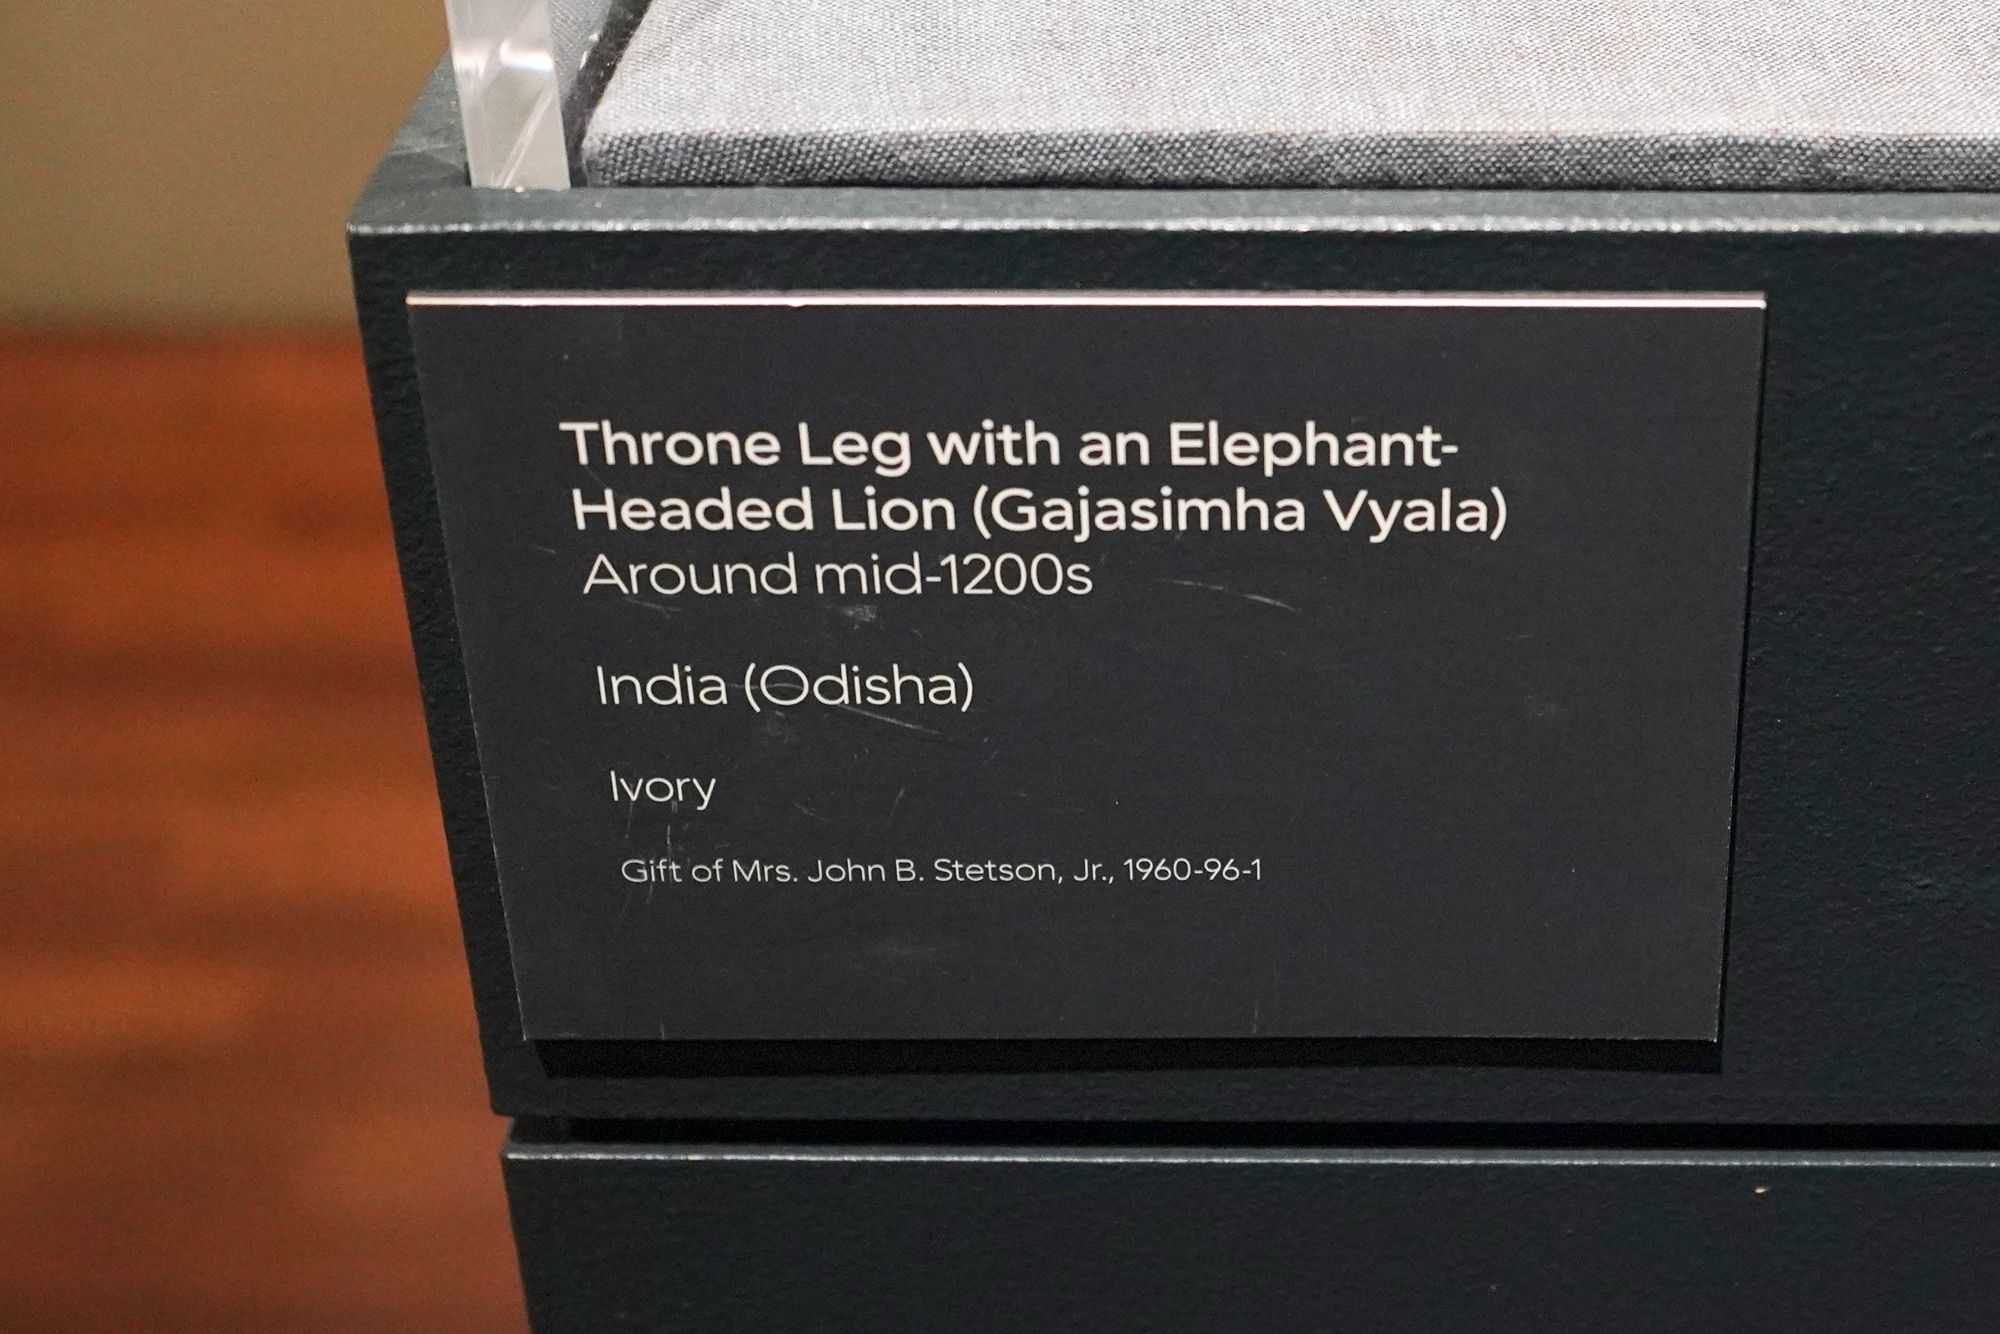 Throne Leg with an Elephant-
Headed Lion (Gajasimha Vyala)
Around mid-1200s
India (Odisha)
Ivory
Gift of Mrs. John B. Stetson, Jr., 1960-96-1